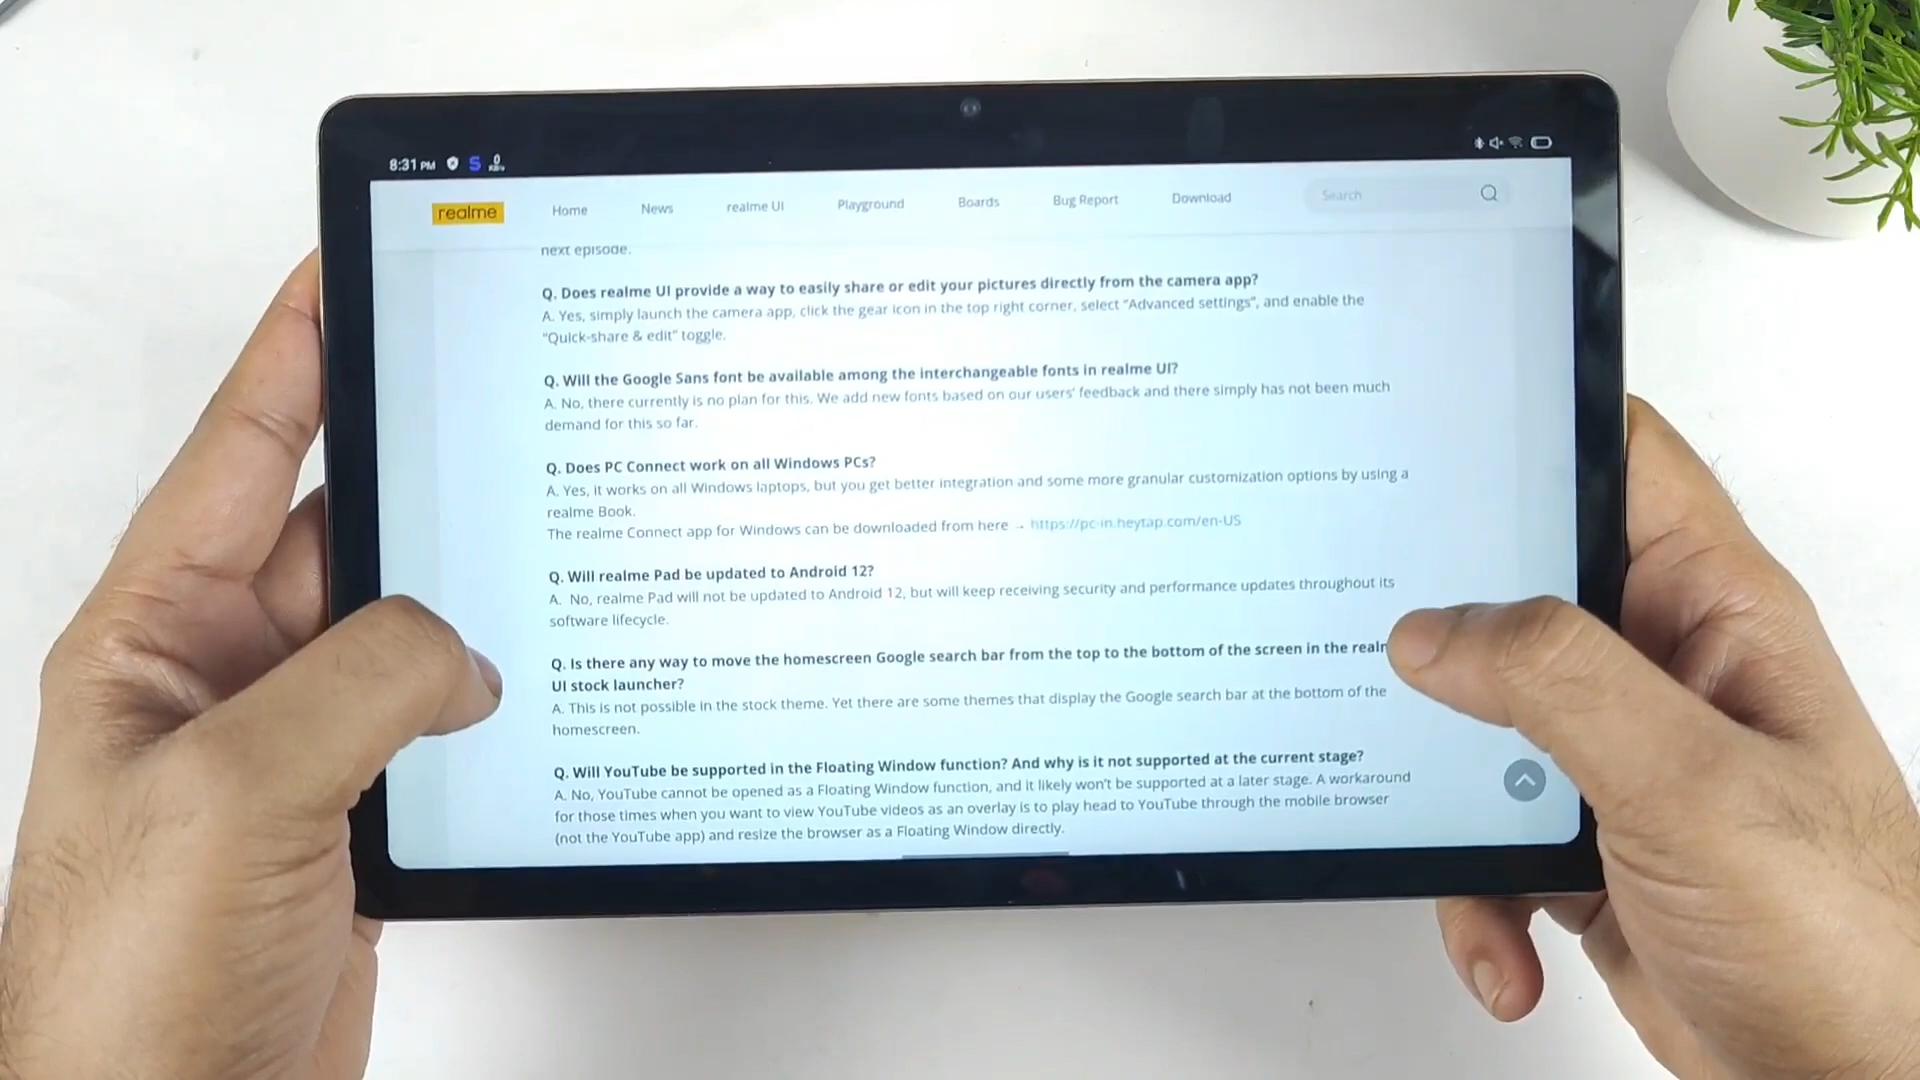 8:31 PM S 0 KB/s
realme Home News realme UI Playground Boards Bug Report Download Search
next episode.
Q. Does realme UI provide a way to easily share or edit your pictures directly from the camera app?
A. Yes, simply launch the camera app, click the gear icon in the top right corner, select “Advanced settings”, and enable the
“Quick-share & edit” toggle.
Q. Will the Google Sans font be available among the interchangeable fonts in realme UI?
A. No, there currently is no plan for this. We add new fonts based on our users’ feedback and there simply has not been much
demand for this so far.
Q. Does PC Connect work on all Windows PCs?
A. Yes, it works on all Windows laptops, but you get better integration and some more granular customization options by using a
realme Book.
The realme Connect app for Windows can be downloaded from here → https://pc-in.heytap.com/en-US
Q. Will realme Pad be updated to Android 12?
A. No, realme Pad will not be updated to Android 12, but will keep receiving security and performance updates throughout its
software lifecycle.
Q. Is there any way to move the homescreen Google search bar from the top to the bottom of the screen in the realm
UI stock launcher?
A. This is not possible in the stock theme. Yet there are some themes that display the Google search bar at the bottom of the
homescreen.
Q. Will YouTube be supported in the Floating Window function? And why is it not supported at the current stage?
A. No, YouTube cannot be opened as a Floating Window function, and it likely won’t be supported at a later stage. A workaround
for those times when you want to view YouTube videos as an overlay is to play head to YouTube through the mobile browser
(not the YouTube app) and resize the browser as a Floating Window directly.